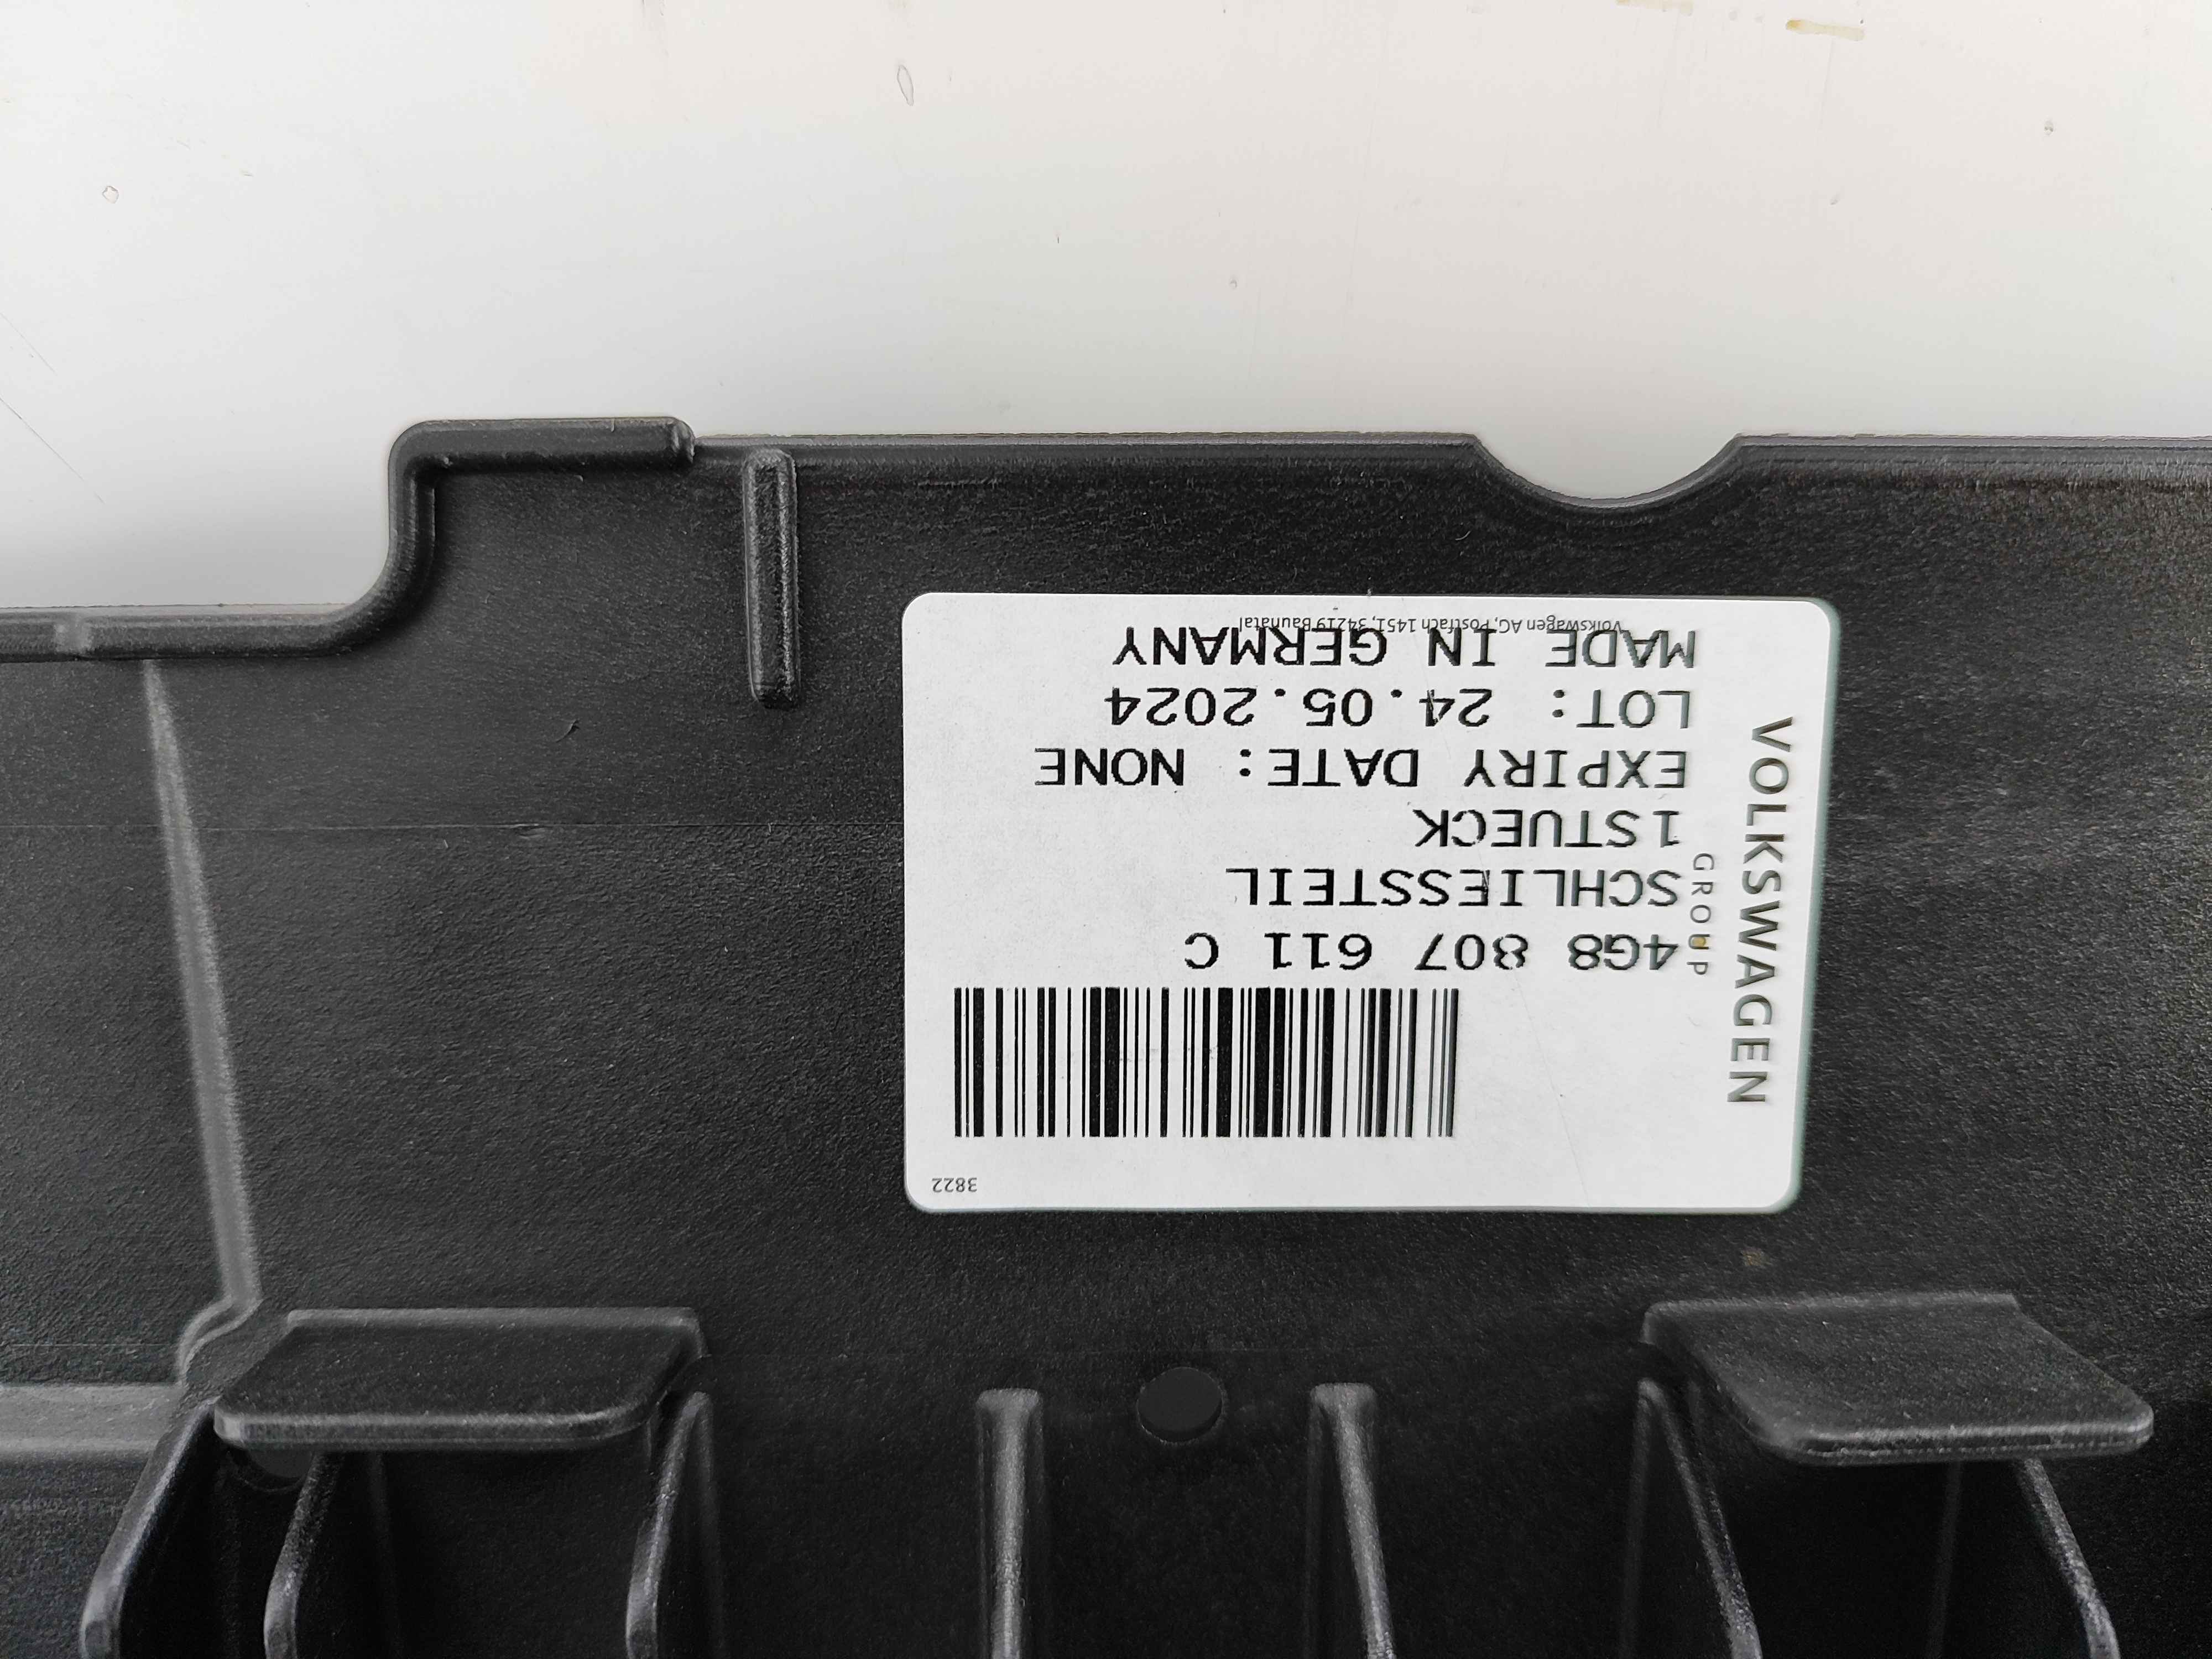 3822
4G8 807 611 C
SCHLIESSTEIL
1STUECK
EXPIRY DATE: NONE
LOT: 24.05.2024
MADE IN GERMANY
Volkswagen AG, Postfach 1451, 34219 Baunatal
VOLKSWAGEN
GROUP